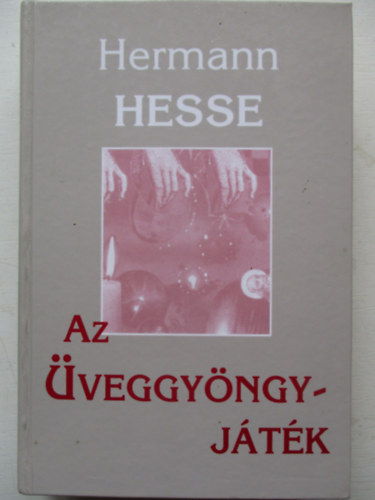 Hermann
HESSE
Az
Üveggyöngy-
játék